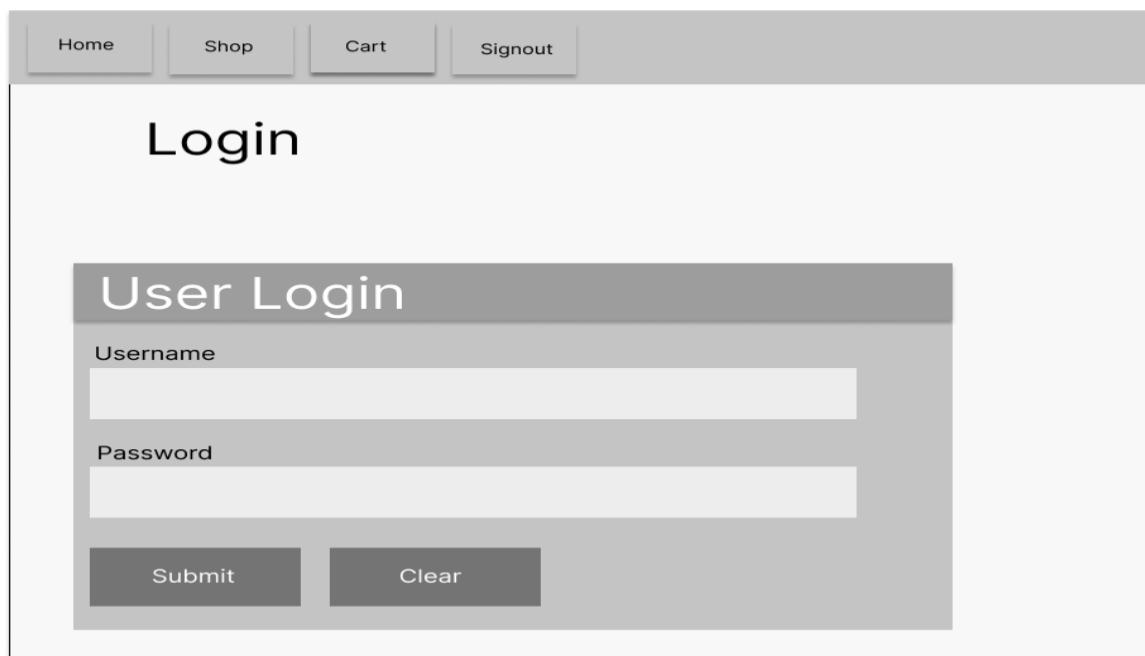 Home Shop Cart Signout
Login
User Login
Username
Password
Submit Clear